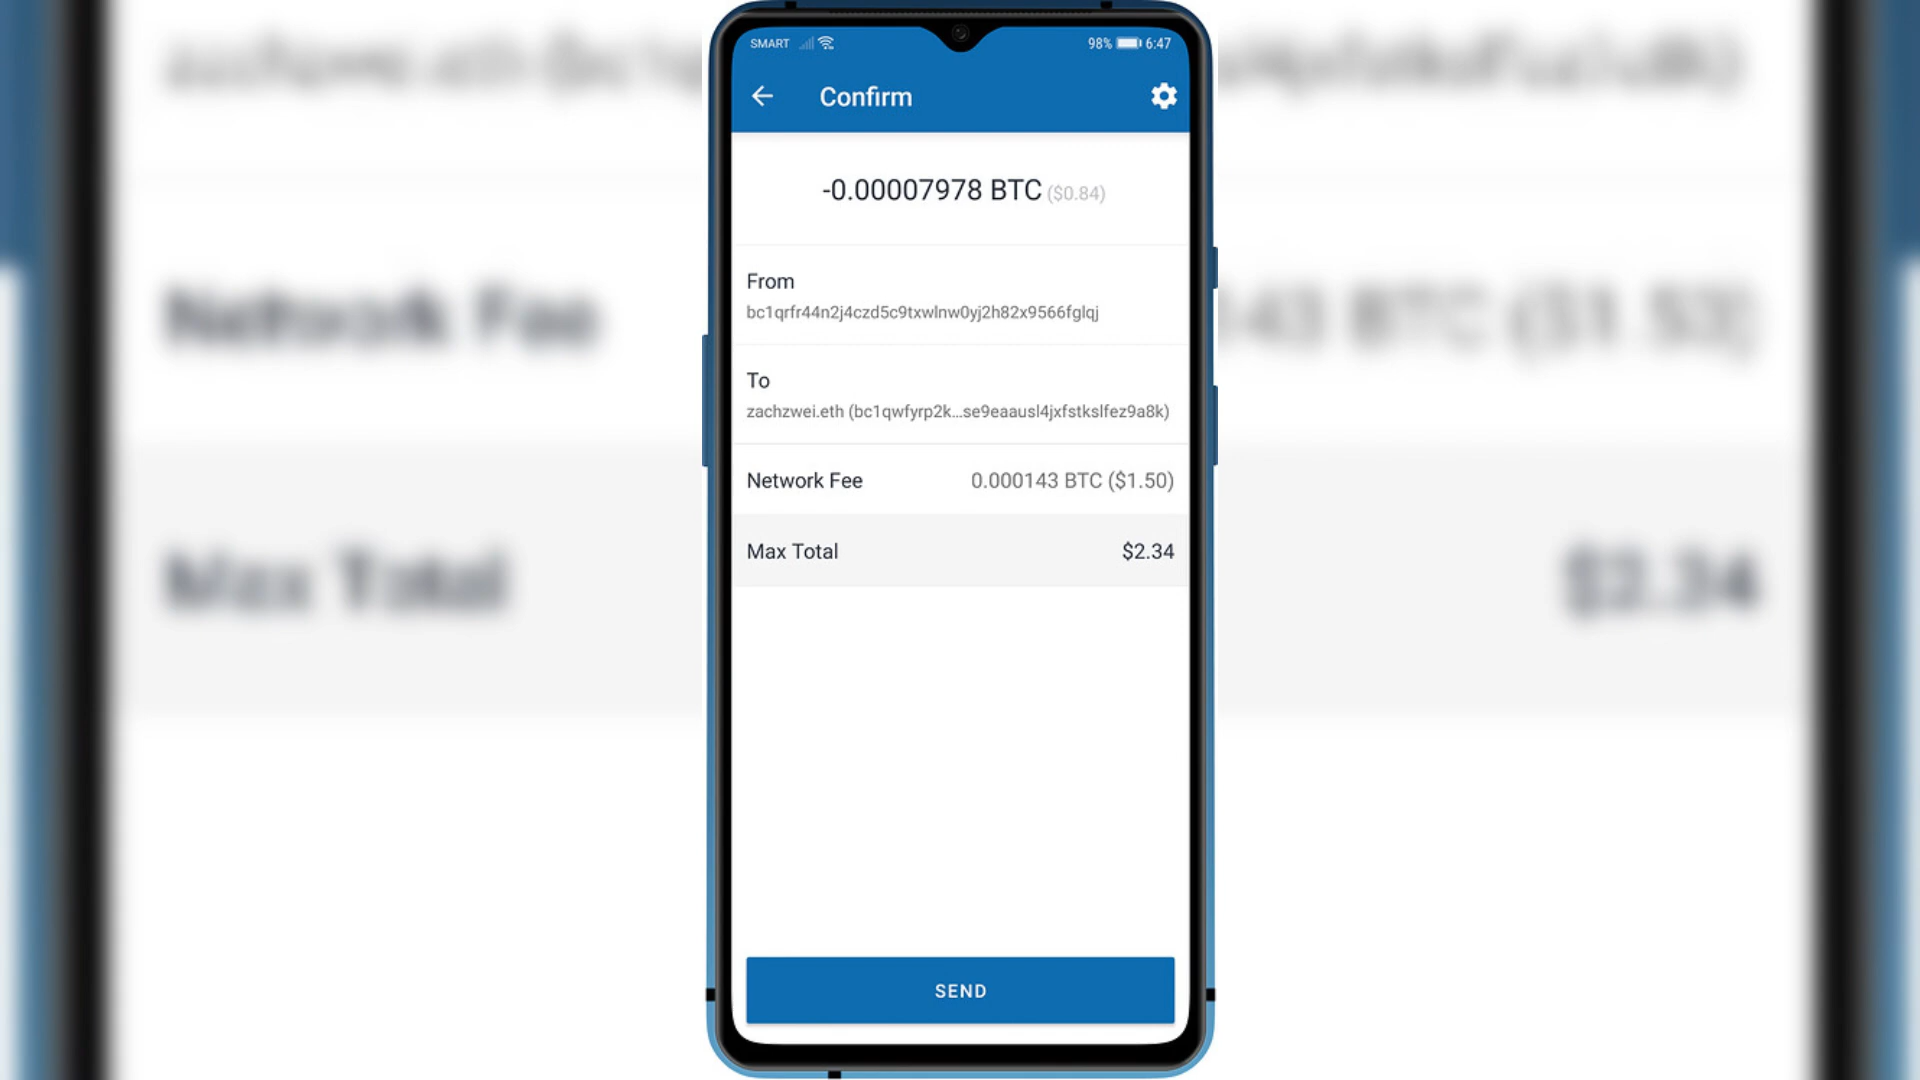 SMART 98% 6:47
Confirm
-0.00007978 BTC ($0.84)
From
bc1qrfr44n2j4czd5c9txwlnw0yj2h82x9566fglqj
To
zachzwei.eth (bc1qwfyrp2k...se9eaausl4jxfstkslfez9a8k)
Network Fee 0.000143 BTC ($1.50)
Max Total $2.34
SEND